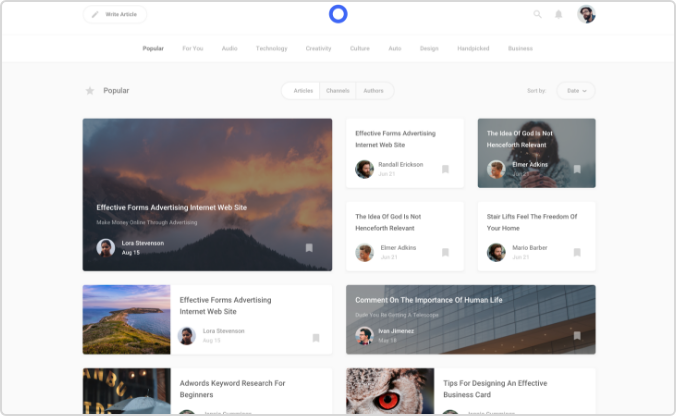 Write Article
Popular
For You
Audio
Technology
Creativity
Culture
Auto
Design
Handpicked
Business
Popular
Articles
Channels
Authors
Sort by:
Date
Effective Forms Advertising Internet Web Site
Make Money Online Through Advertising
Lora Stevenson
Aug 15
Effective Forms Advertising
Internet Web Site
Randall Erickson
Jun 21
The Idea Of God Is Not
Henceforth Relevant
Elmer Adkins
Jun 21
The Idea Of God Is Not
Henceforth Relevant
Elmer Adkins
Jun 21
Stair Lifts Feel The Freedom Of
Your Home
Mario Barber
Jun 21
Effective Forms Advertising
Internet Web Site
Lora Stevenson
Aug 15
Comment On The Importance Of Human Life
Does You Be Getting A Telescope
Ivan Jimenez
May 18
Adwords Keyword Research For
Beginners
Tips For Designing An Effective
Business Card